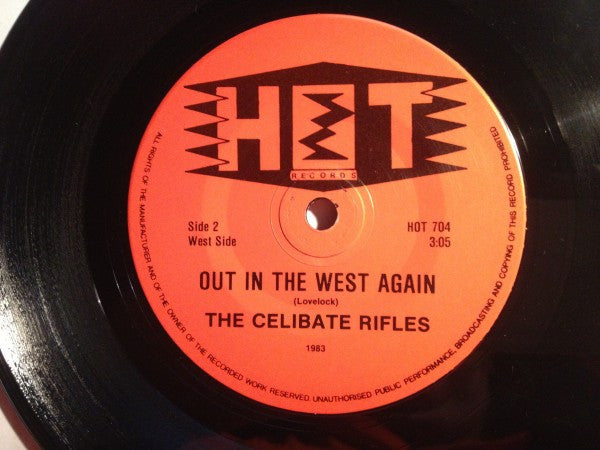 HOT
RECORDS
Side 2
West Side
HOT 704
3:05
OUT IN THE WEST AGAIN
(Lovelock)
THE CELIBATE RIFLES
1983
ALL RIGHTS OF THE MANUFACTURER AND OF THE OWNER OF THE RECORDED WORK RESERVED. UNAUTHORISED PUBLIC PERFORMANCE, BROADCASTING AND COPYING OF THIS RECORD PROHIBITED